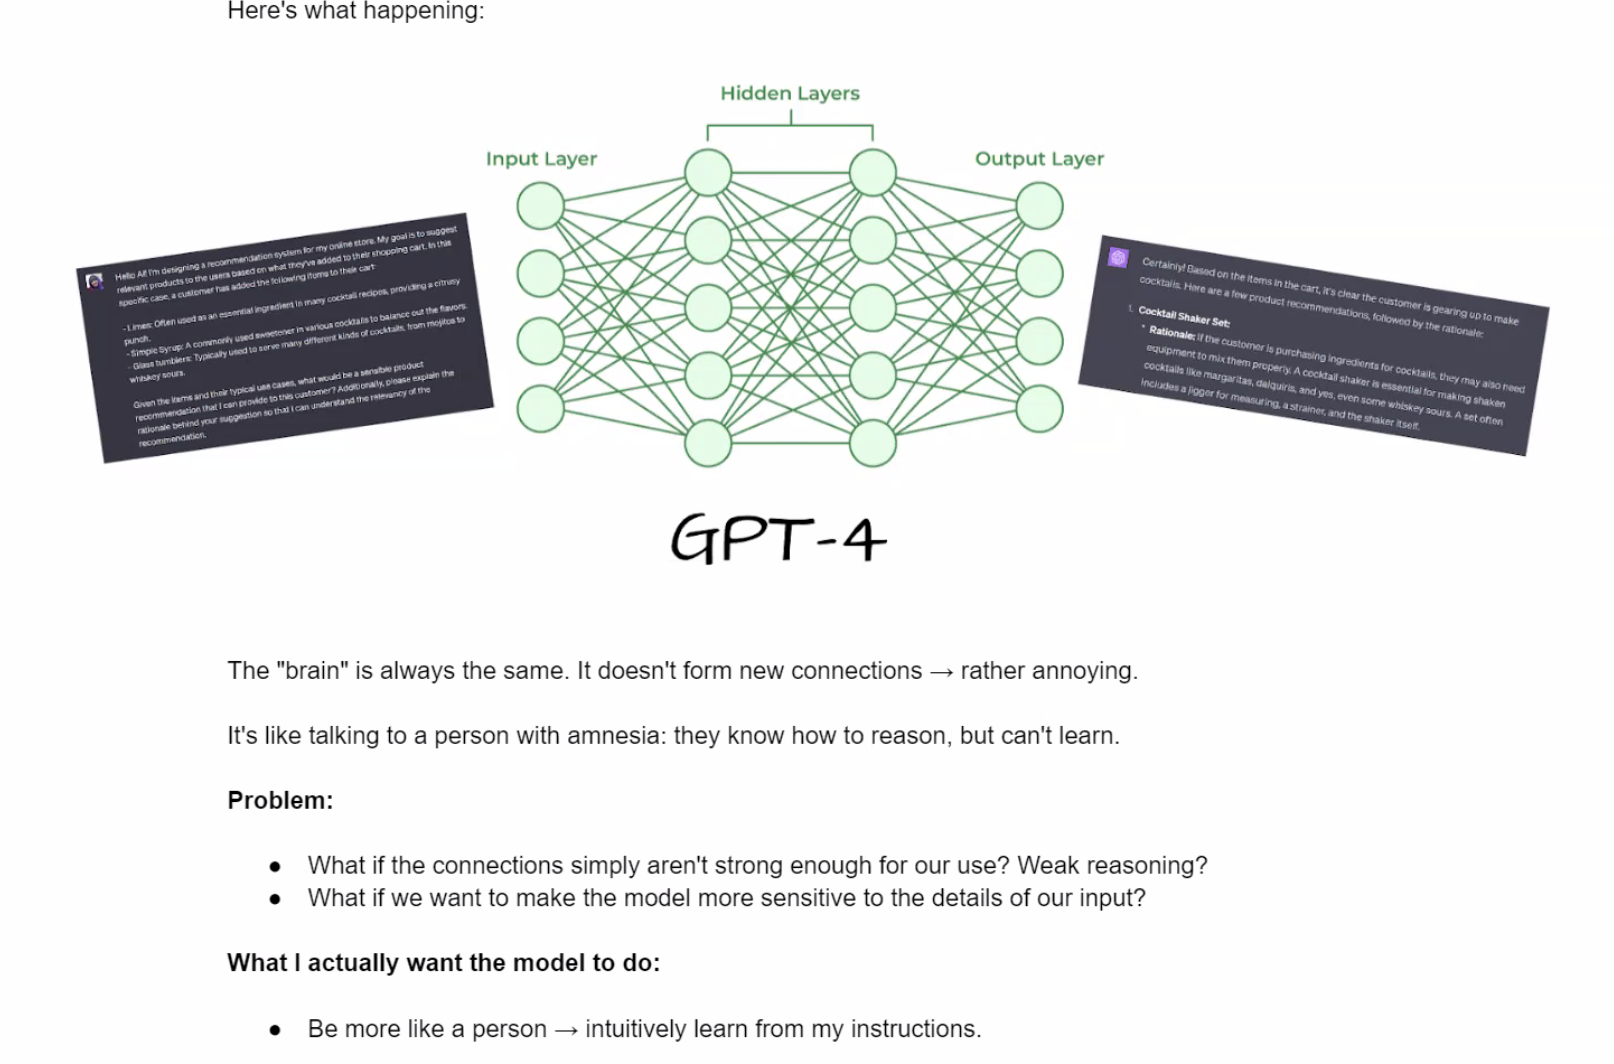 Here's what happening:
Hidden Layers
Input Layer
Output Layer
Hello AI! I'm designing a recommendation system for my online store. My goal is to suggest
relevant products to the users based on what they've added to their shopping cart. In this
specific case, a customer has added the following items to their cart:
- Limes: Often used as an essential ingredient in many cocktail recipes, providing a citrusy
punch.
- Simple Syrup: A commonly used sweetener in various cocktails to balance out the flavors.
- Glass tumblers: Typically used to serve many different kinds of cocktails, from mojitos to
whiskey sours.
Given the items and their typical use cases, what would be a sensible product
recommendation that I can provide to this customer? Additionally, please explain the
rationale behind your suggestion so that I can understand the relevancy of the
recommendation.
Certainly! Based on the items in the cart, it's clear the customer is gearing up to make
cocktails. Here are a few product recommendations, followed by the rationale:
1. Cocktail Shaker Set:
• Rationale: If the customer is purchasing ingredients for cocktails, they may also need
equipment to mix them properly. A cocktail shaker is essential for making shaken
cocktails like margaritas, daiquiris, and yes, even some whiskey sours. A set often
includes a jigger for measuring, a strainer, and the shaker itself.
GPT-4
The "brain" is always the same. It doesn't form new connections → rather annoying.
It's like talking to a person with amnesia: they know how to reason, but can't learn.
Problem:
● What if the connections simply aren't strong enough for our use? Weak reasoning?
● What if we want to make the model more sensitive to the details of our input?
What I actually want the model to do:
● Be more like a person → intuitively learn from my instructions.